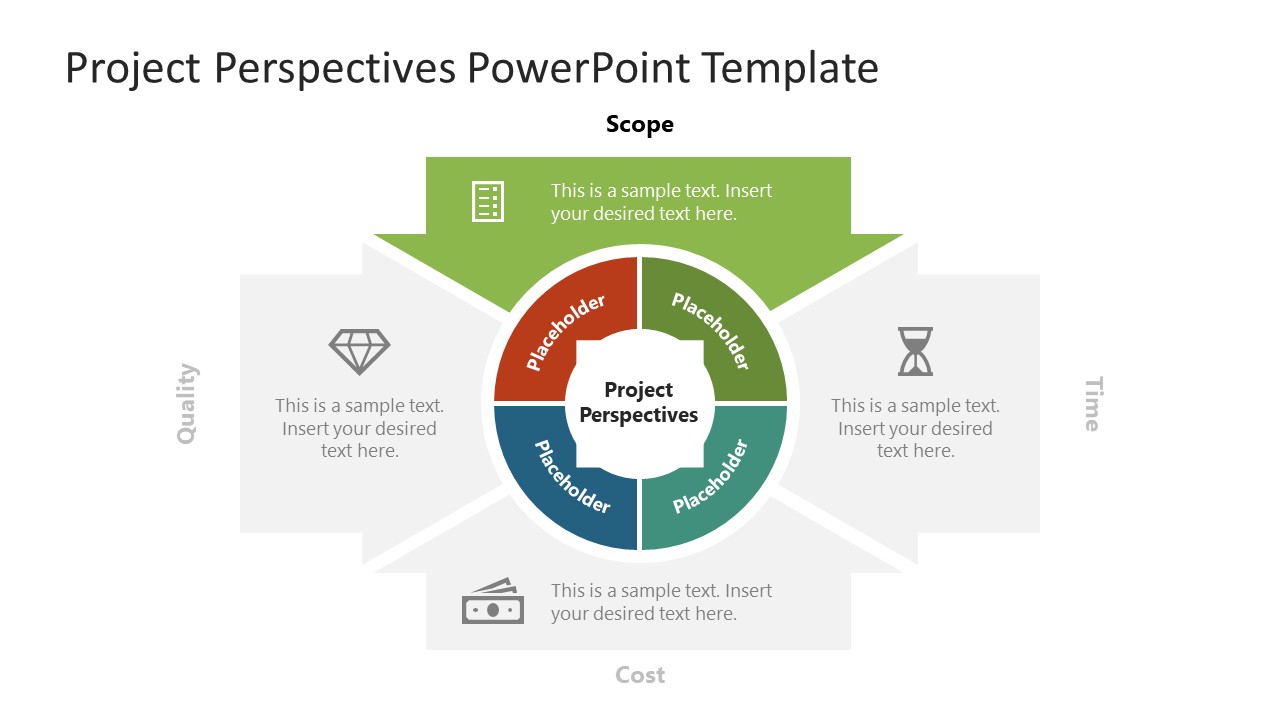 Project Perspectives PowerPoint Template
Scope
This is a sample text. Insert
your desired text here.
Quality
This is a sample text.
Insert your desired
text here.
Placeholder
Placeholder
Project
Perspectives
Placeholder
Placeholder
This is a sample text.
Insert your desired
text here.
Time
This is a sample text. Insert
your desired text here.
Cost